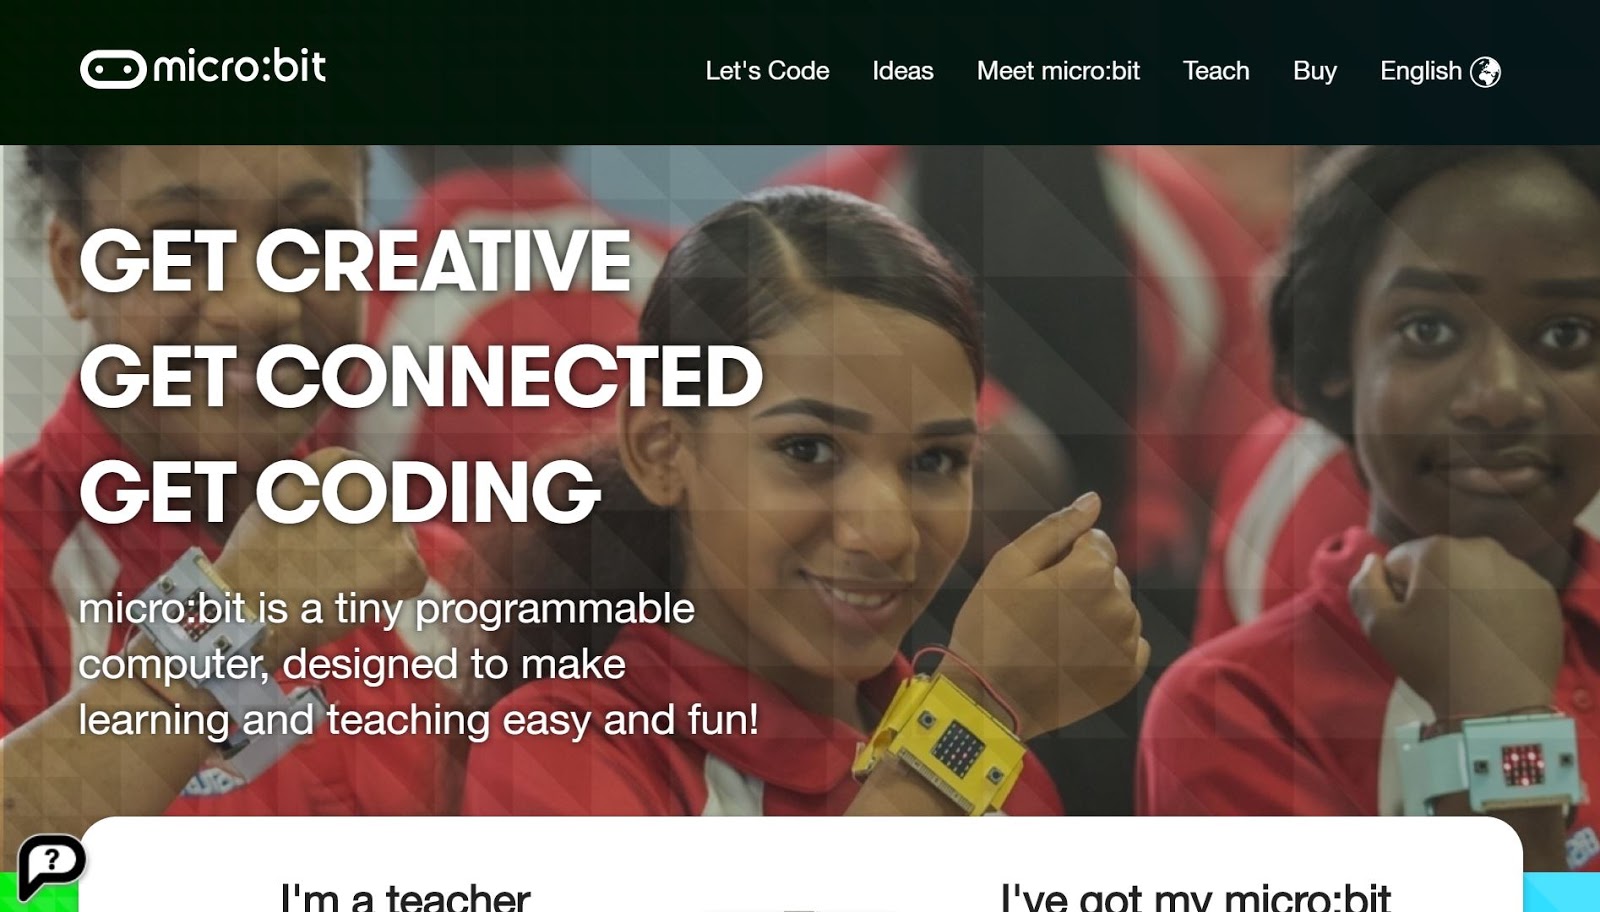 micro:bit
Let's Code Ideas Meet micro:bit Teach Buy English
GET CREATIVE
GET CONNECTED
GET CODING
micro:bit is a tiny programmable
computer, designed to make
learning and teaching easy and fun!
?
I'm a teacher
I've got my micro:bit